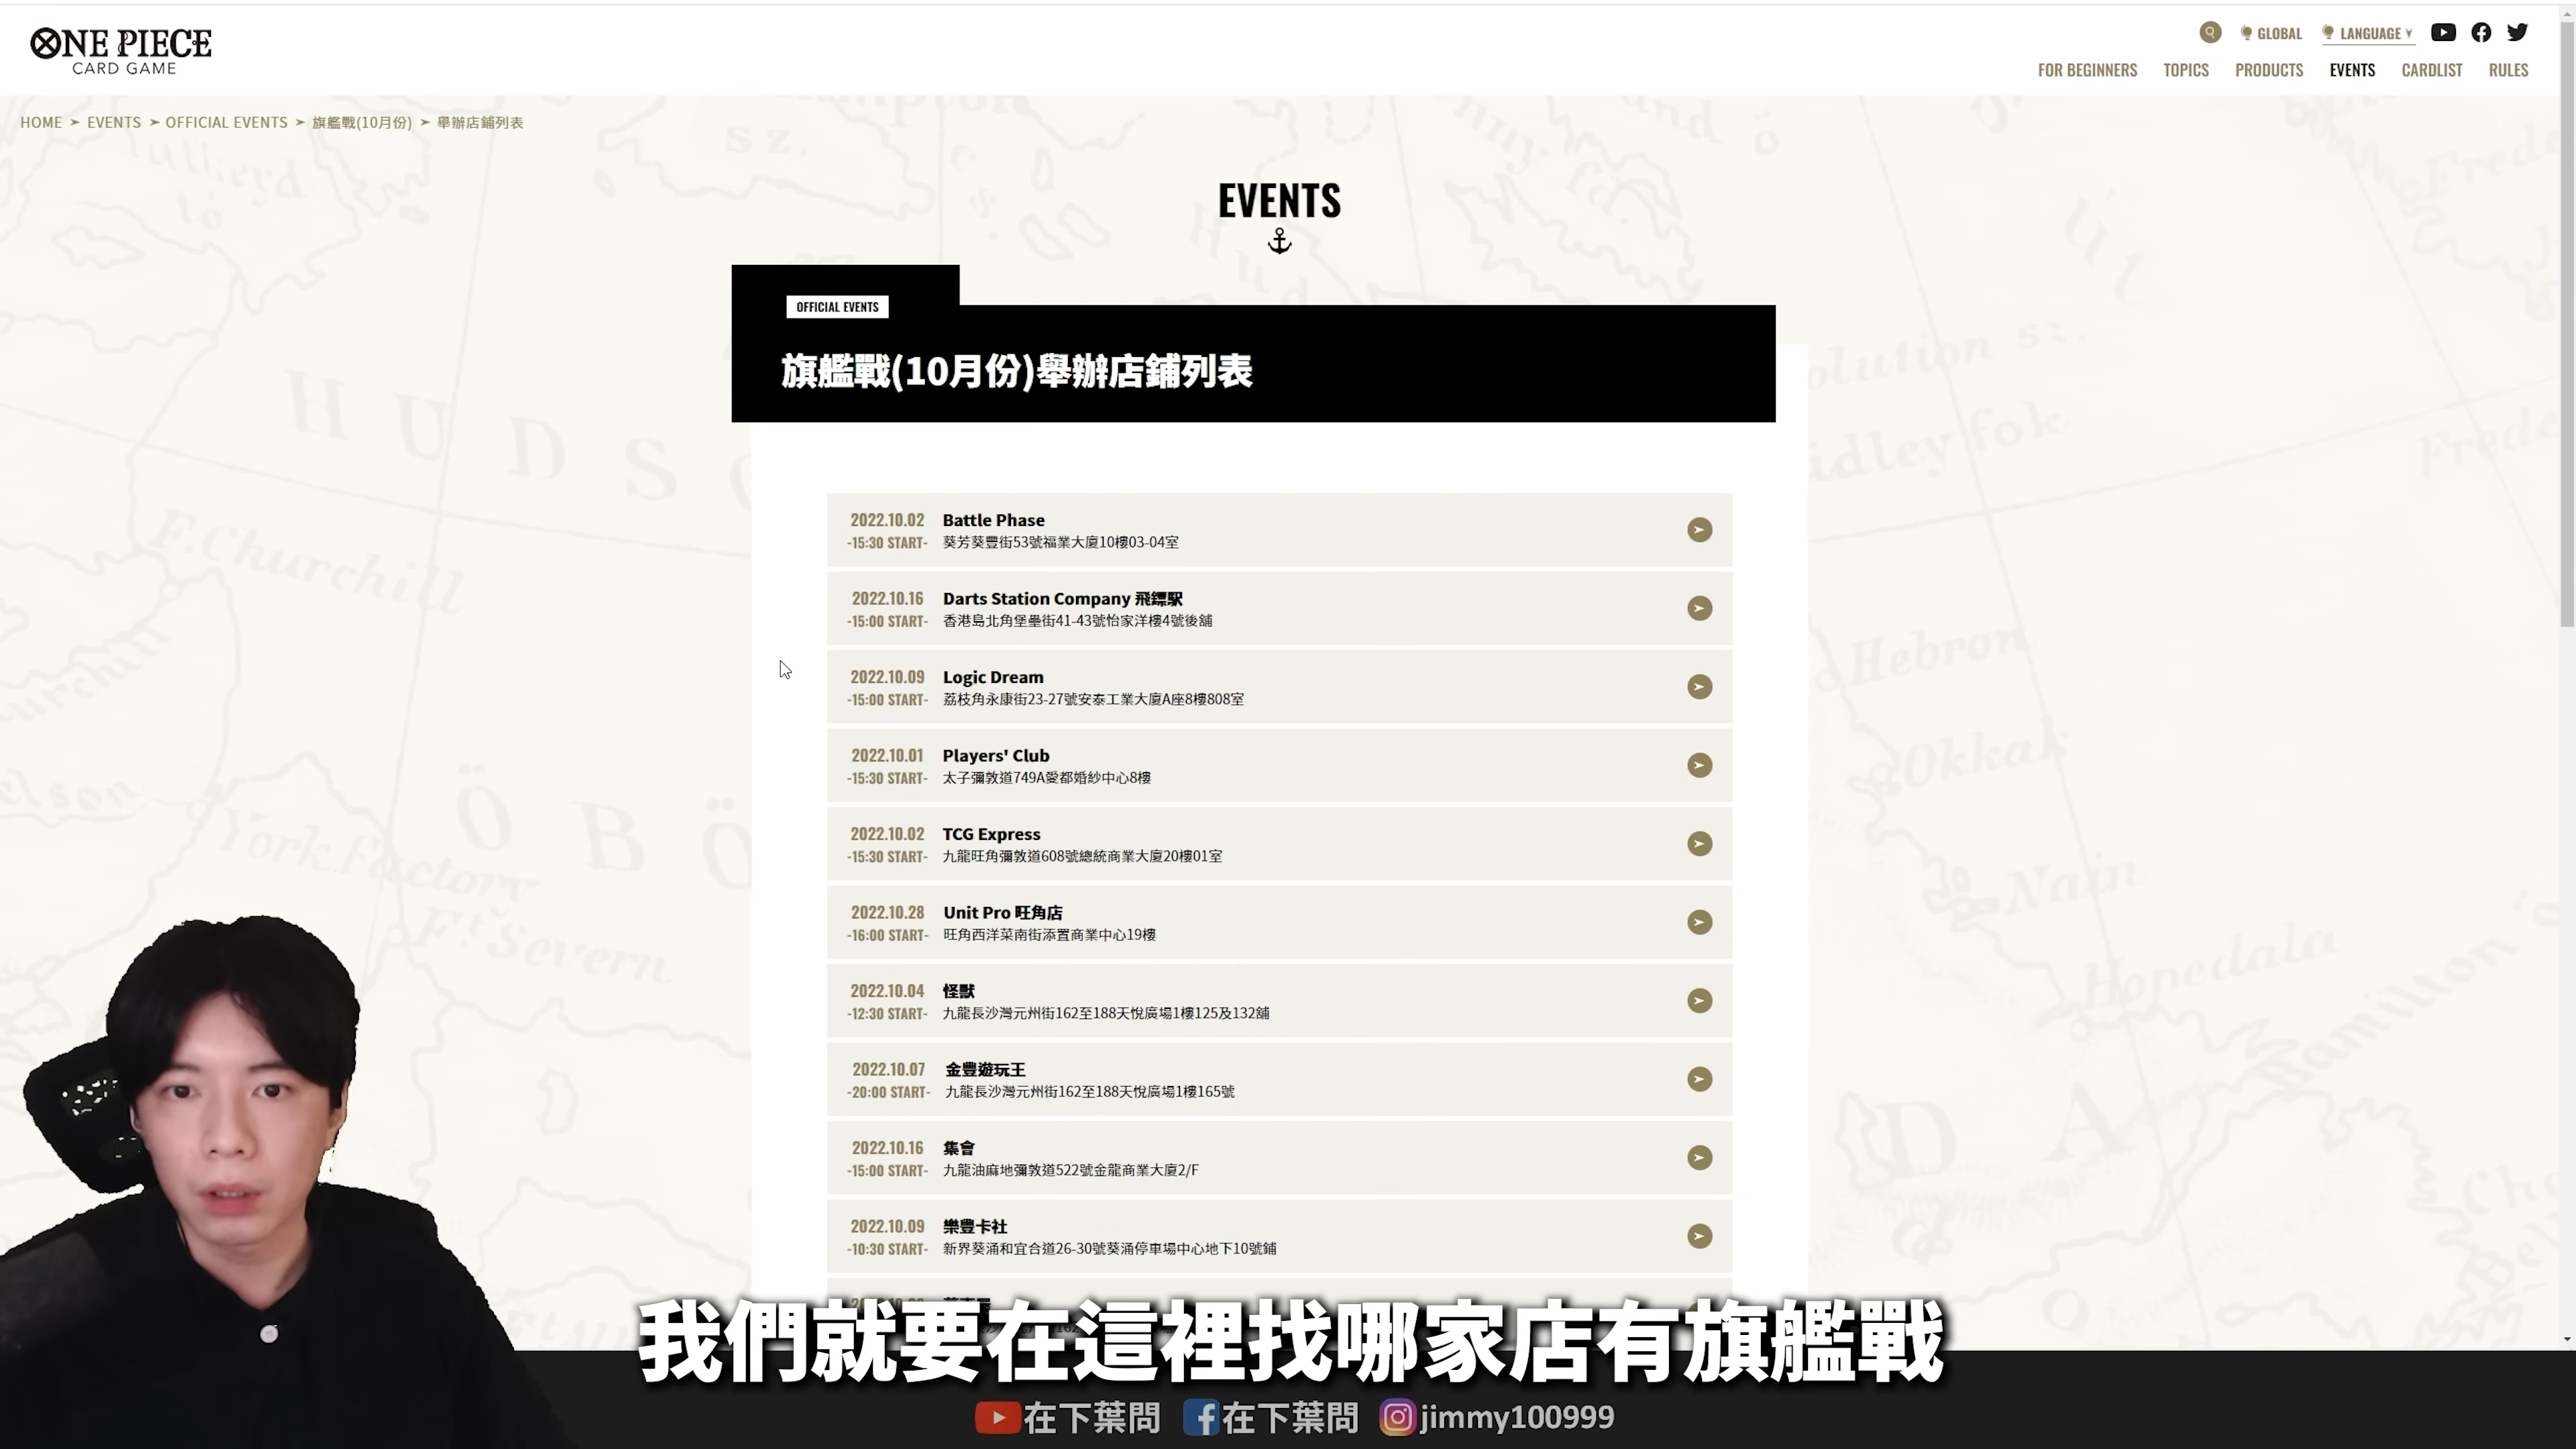 ONE PIECE
CARD GAME
GLOBAL
LANGUAGE
FOR BEGINNERS
TOPICS
PRODUCTS
EVENTS
CARDLIST
RULES
HOME ➤ EVENTS ➤ OFFICIAL EVENTS ➤ 旗艦戰(10月份) ➤ 舉辦店鋪列表
EVENTS
OFFICIAL EVENTS
旗艦戰(10月份)舉辦店鋪列表
2022.10.02 Battle Phase
-15:30 START- 葵芳葵豐街53號福業大廈10樓03-04室
2022.10.16 Darts Station Company 飛鏢駅
-15:00 START- 香港島北角堡壘街41-43號怡家洋樓4號後舖
2022.10.09 Logic Dream
-15:00 START- 荔枝角永康街23-27號安泰工業大廈A座8樓808室
2022.10.01 Players' Club
-15:30 START- 太子彌敦道749A愛都婚紗中心8樓
2022.10.02 TCG Express
-15:30 START- 九龍旺角彌敦道608號總統商業大廈20樓01室
2022.10.28 Unit Pro 旺角店
-16:00 START- 旺角西洋菜南街添置商業中心19樓
2022.10.04 怪獸
-12:30 START- 九龍長沙灣元州街162至188天悅廣場1樓125及132舖
2022.10.07 金豐遊玩王
-20:00 START- 九龍長沙灣元州街162至188天悅廣場1樓165號
2022.10.16 集會
-15:00 START- 九龍油麻地彌敦道522號金龍商業大廈2/F
2022.10.09 樂豐卡社
-10:30 START- 新界葵涌和宜合道26-30號葵涌停車場中心地下10號鋪
我們就要在這裡找哪家店有旗艦戰
在下葉問 在下葉問 jimmy100999